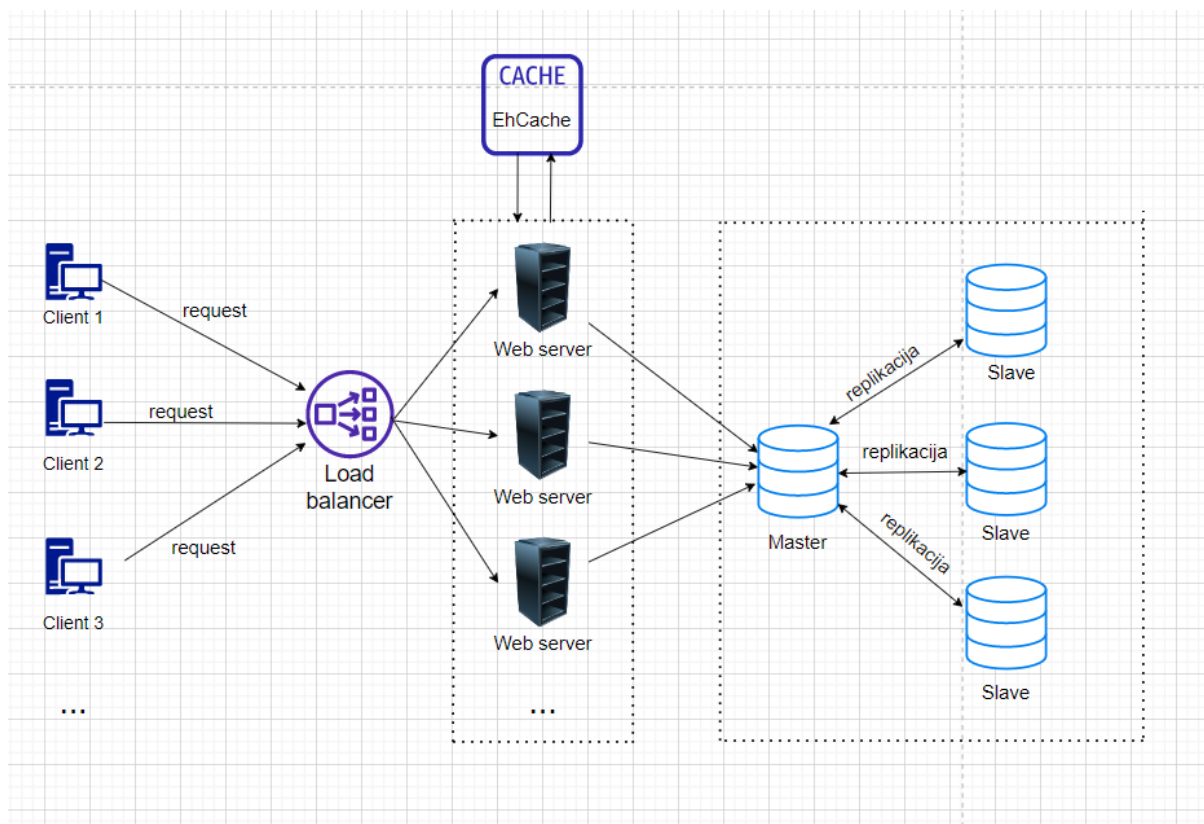 CACHE
EhCache
Client 1
request
Client 2
request
Client 3
request
...
Load
balancer
Web server
Web server
Web server
...
Master
replikacija
replikacija
replikacija
Slave
Slave
Slave